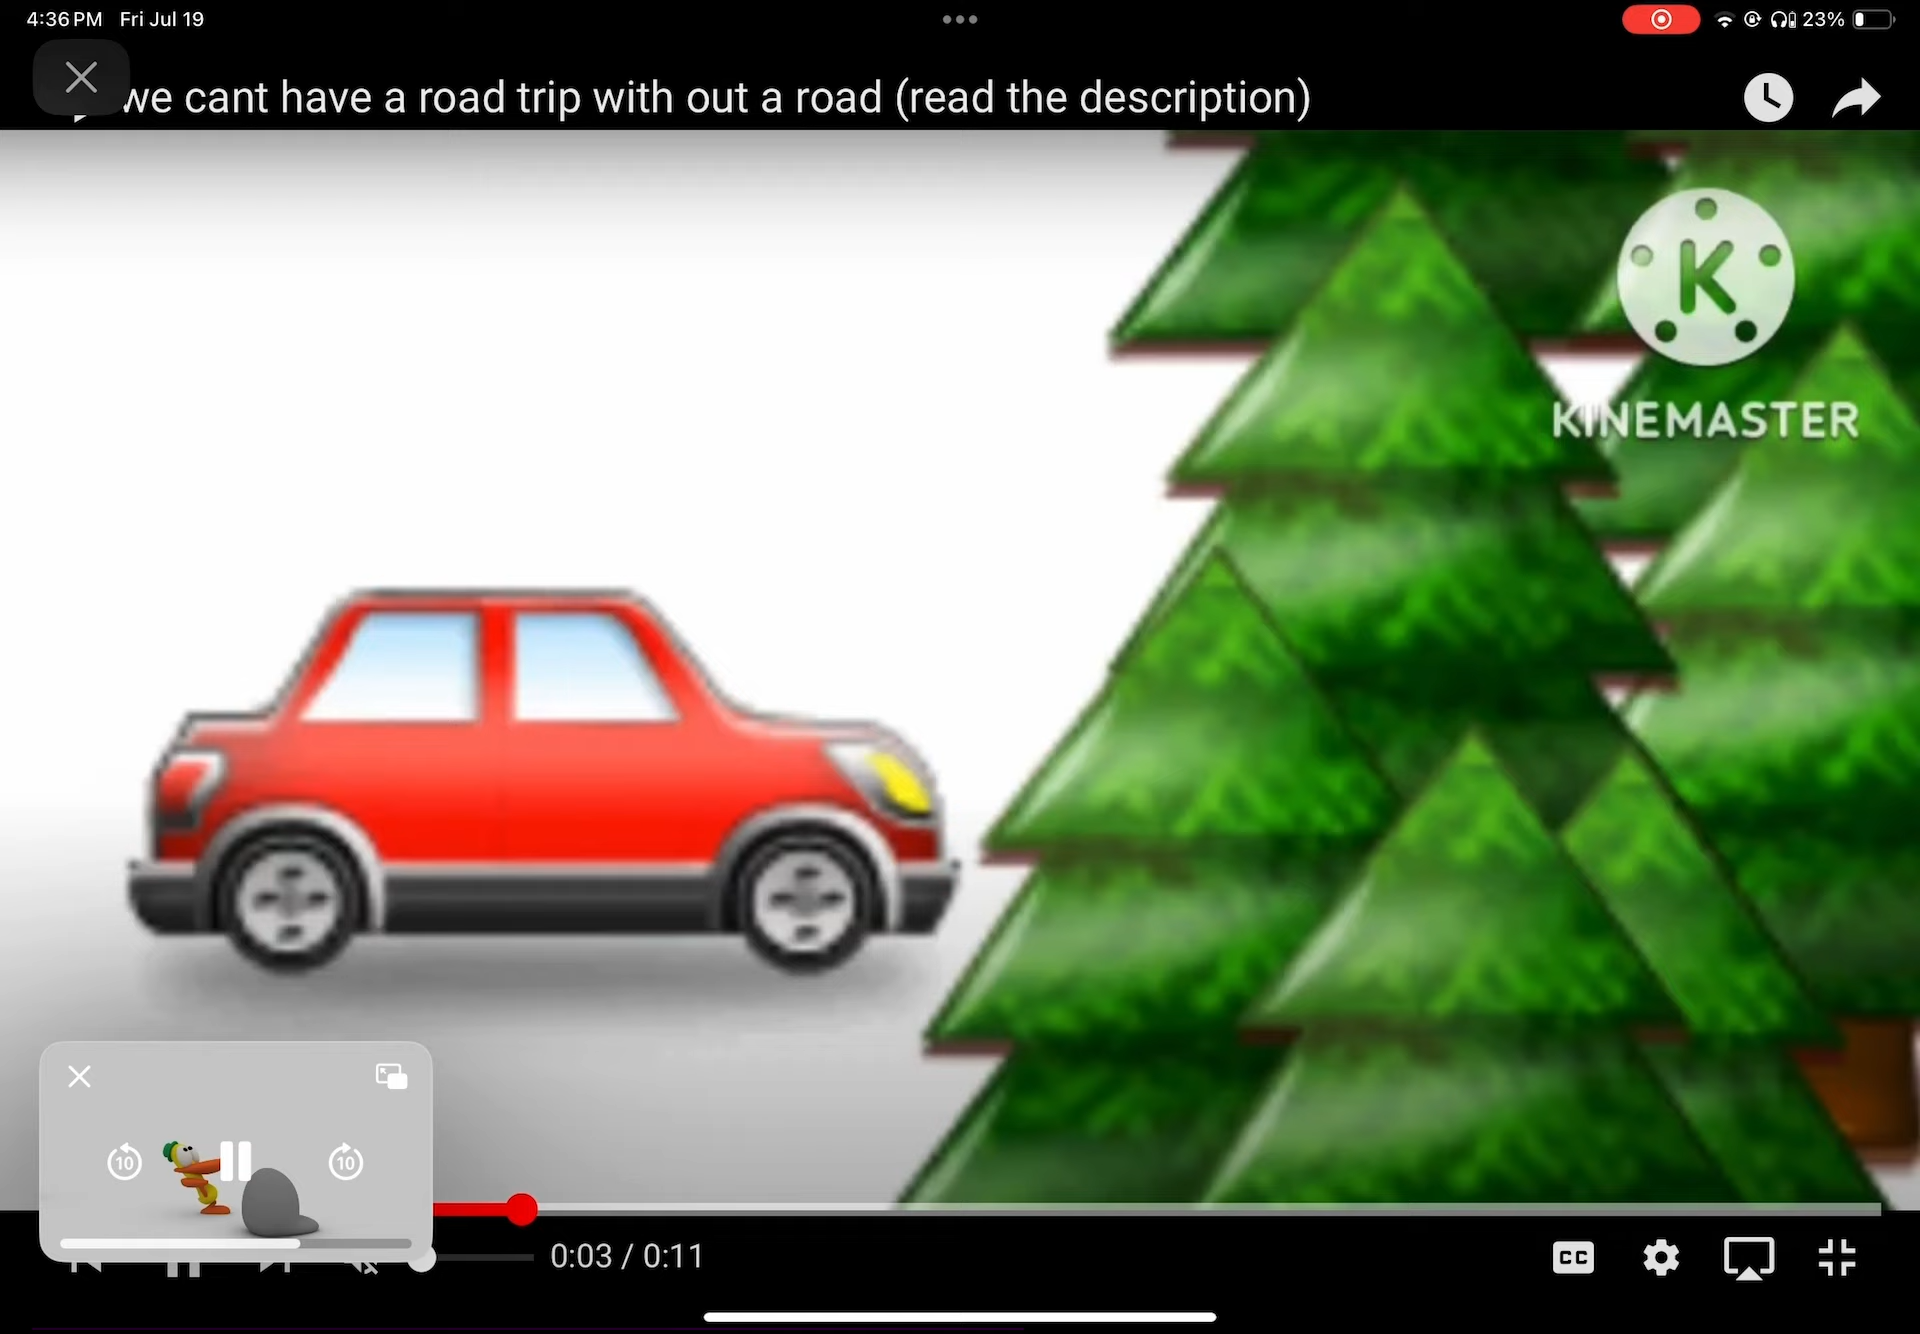 4:36 PM Fri Jul 19
23%
we cant have a road trip with out a road (read the description)
K
KINEMASTER
10
10
0:03 / 0:11
CC